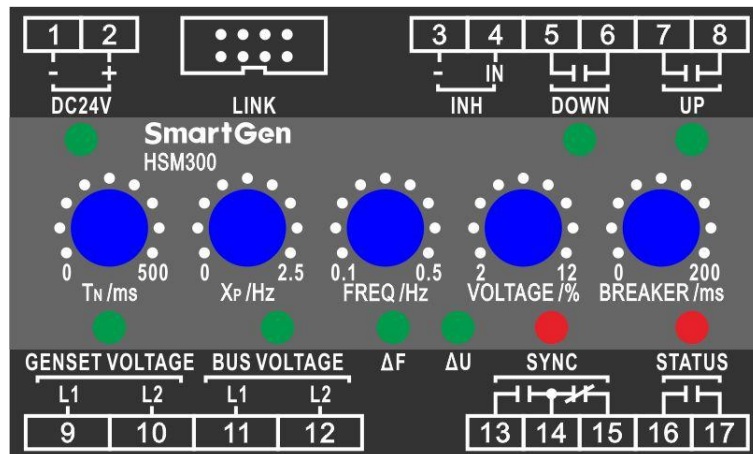 1 2 3 4 5 6 7 8
- + - IN
DC24V LINK INH DOWN UP
SmartGen
HSM300
0 500 0 2.5 0.1 0.5 2 12 0 200
TN /ms XP /Hz FREQ /Hz VOLTAGE /% BREAKER /ms
GENSET VOLTAGE BUS VOLTAGE ΔF ΔU SYNC STATUS
L1 L2 L1 L2
9 10 11 12 13 14 15 16 17